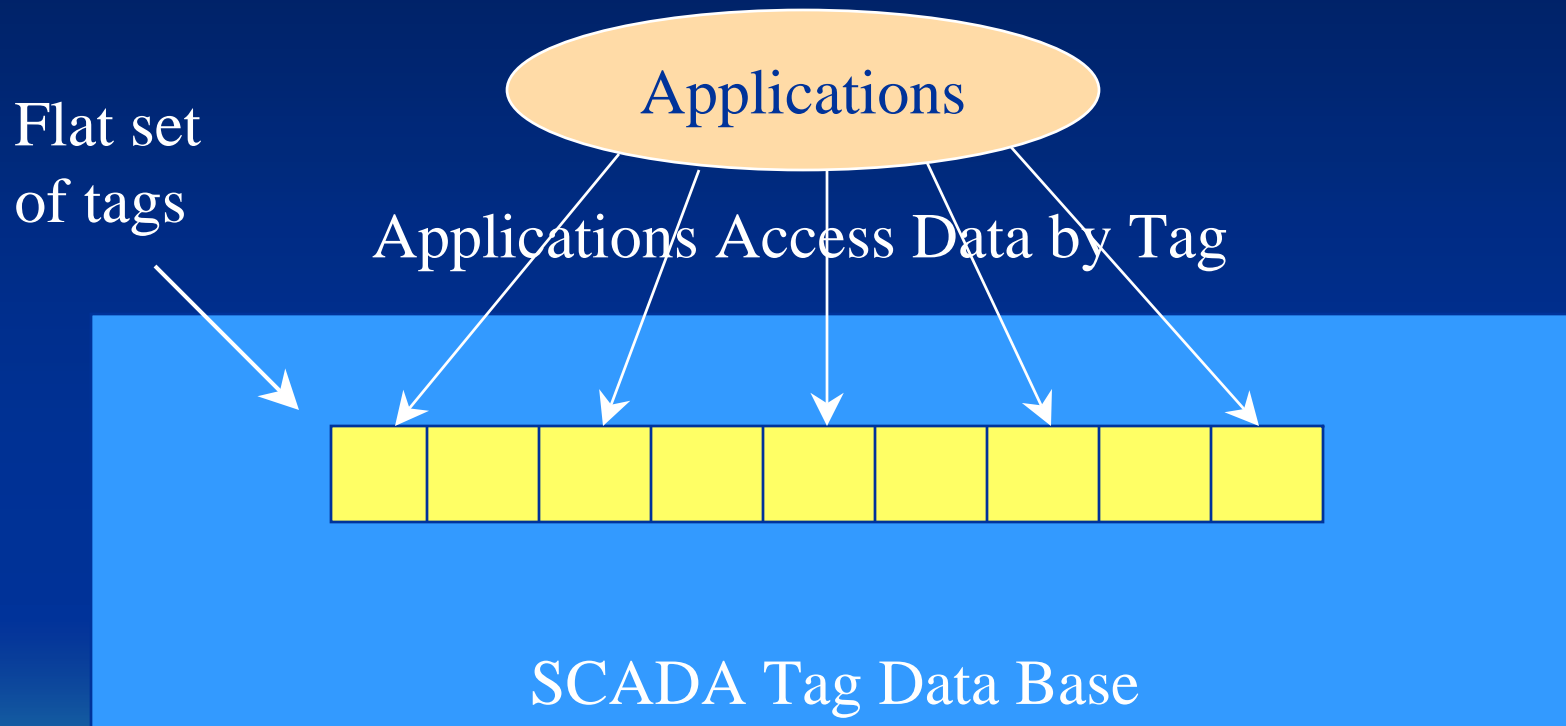 Applications
Flat set
of tags
Applications Access Data by Tag
SCADA Tag Data Base